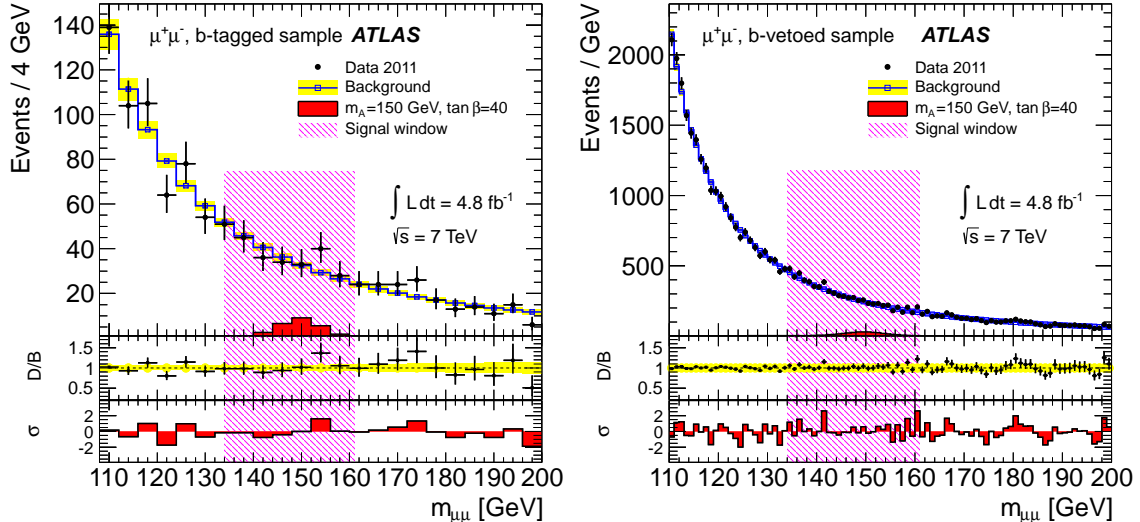 Events / 4 GeV
140
120
100
80
60
40
20
μ⁺μ⁻, b-tagged sample ATLAS
Data 2011
Background
m_A=150 GeV, tan β=40
Signal window
∫ L dt = 4.8 fb⁻¹
√s = 7 TeV
D/B
1.5
1
0.5
σ
2
0
-2
110 120 130 140 150 160 170 180 190 200
m_μμ [GeV]
Events / GeV
2000
1500
1000
500
μ⁺μ⁻, b-vetoed sample ATLAS
Data 2011
Background
m_A=150 GeV, tan β=40
Signal window
∫ L dt = 4.8 fb⁻¹
√s = 7 TeV
D/B
1.5
1
0.5
σ
2
0
-2
110 120 130 140 150 160 170 180 190 200
m_μμ [GeV]